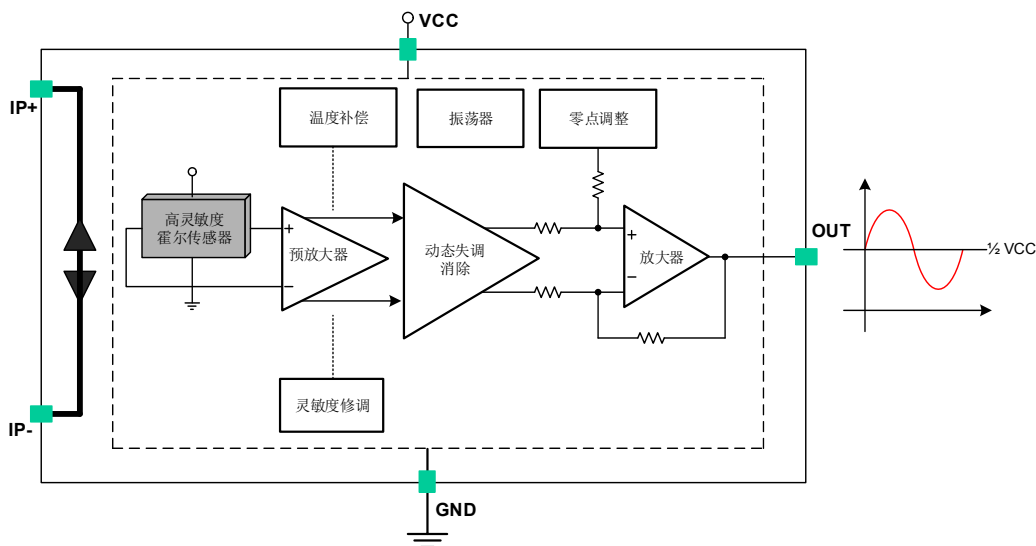 VCC
IP+
温度补偿
振荡器
零点调整
高灵敏度
霍尔传感器
+
−
预放大器
动态失调
消除
+
−
放大器
OUT
½ VCC
灵敏度修调
IP-
GND